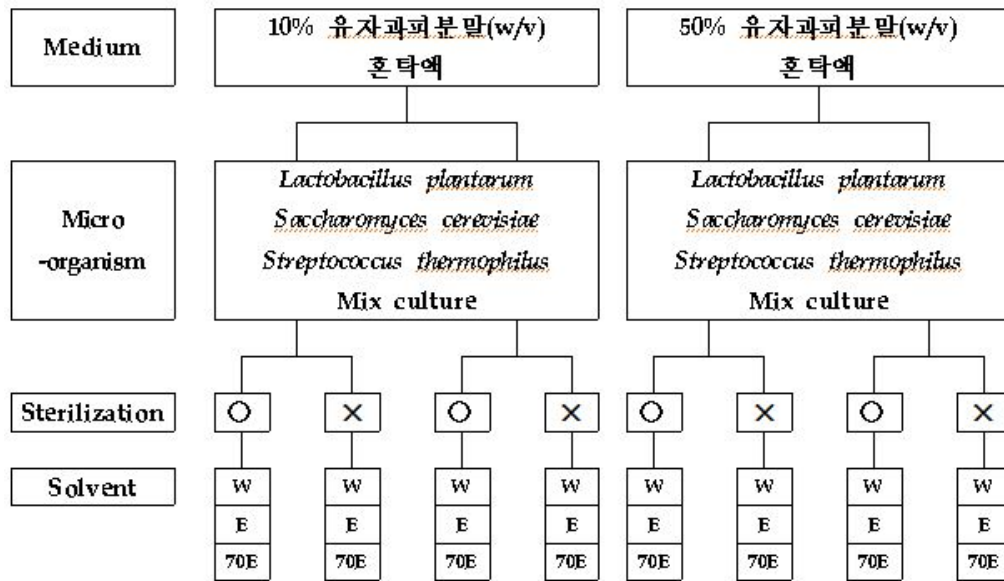 Medium
10% 유자과피분말(w/v)
혼탁액
50% 유자과피분말(w/v)
혼탁액
Micro
-organism
Lactobacillus plantarum
Saccharomyces cerevisiae
Streptococcus thermophilus
Mix culture
Lactobacillus plantarum
Saccharomyces cerevisiae
Streptococcus thermophilus
Mix culture
Sterilization ○ × ○ × ○ × ○ ×
Solvent W W W W W W W W
E E E E E E E E
70E 70E 70E 70E 70E 70E 70E 70E